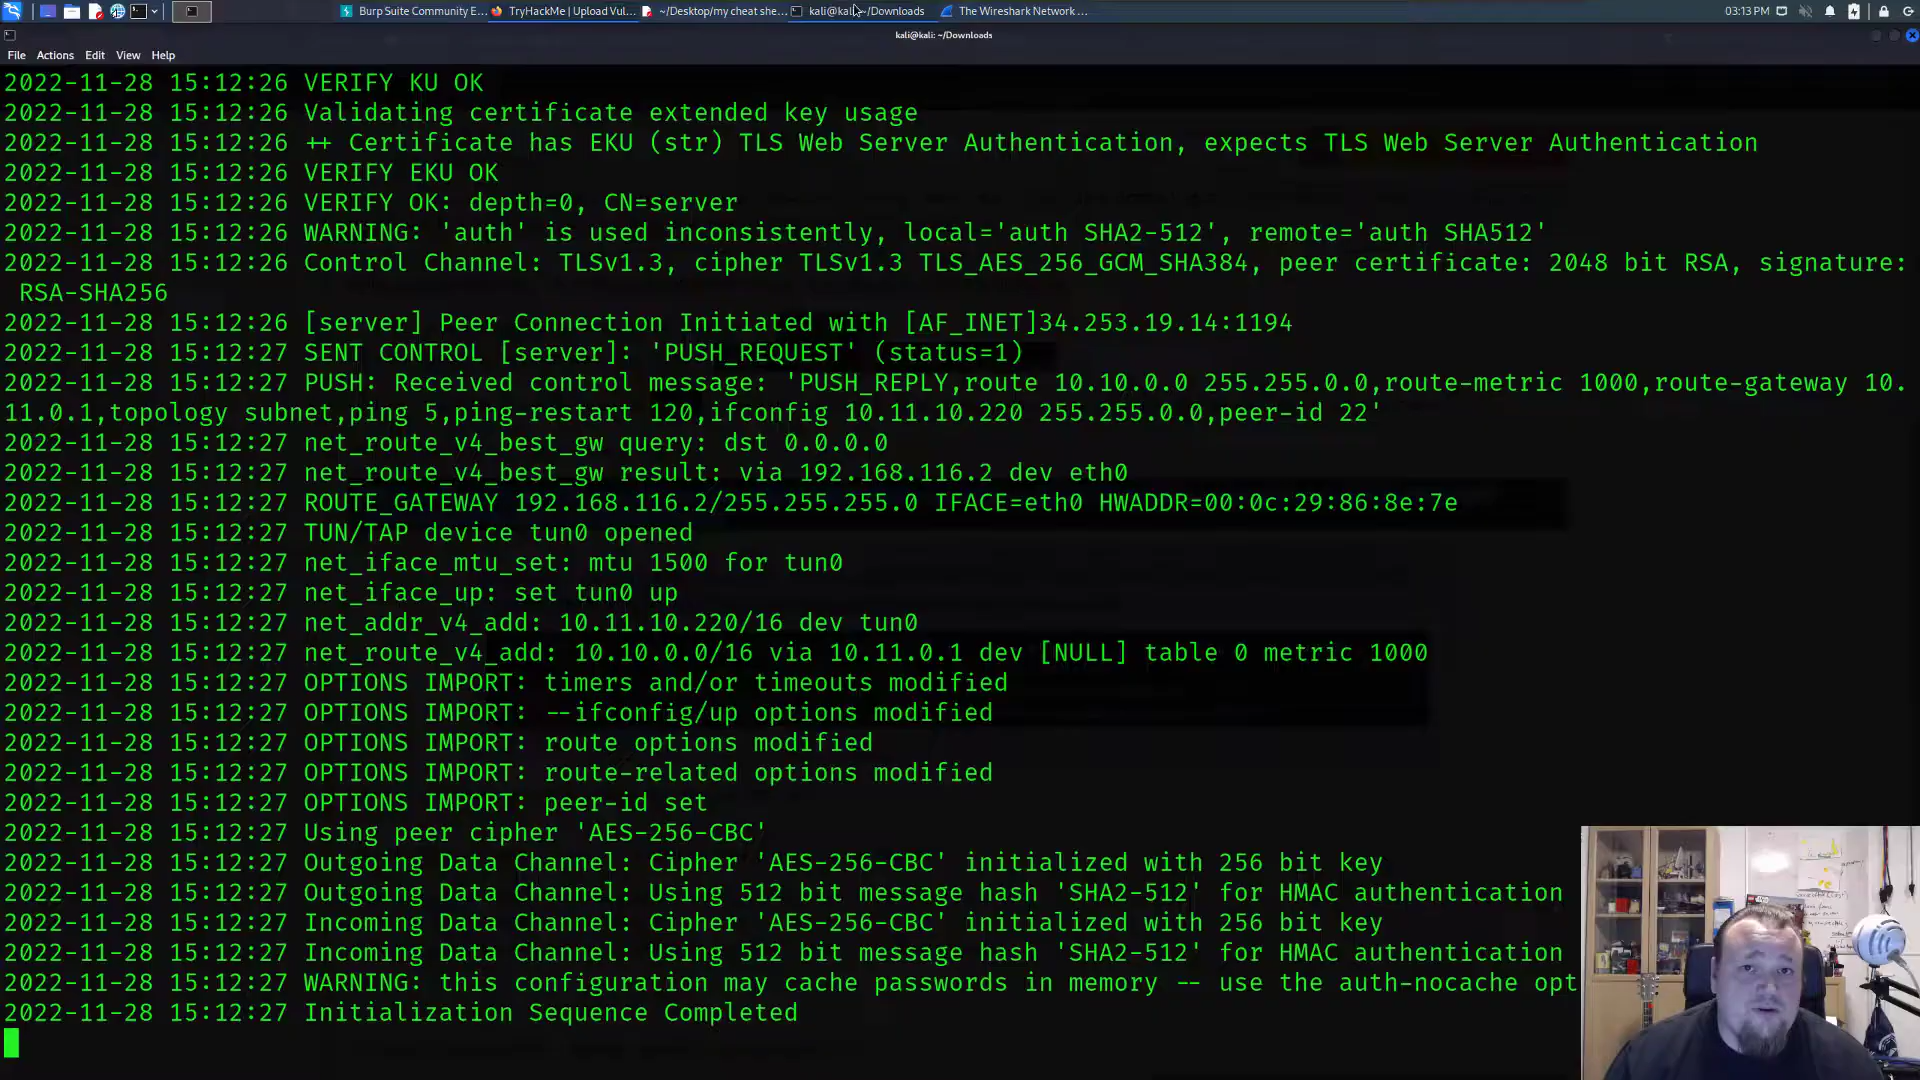 Burp Suite Community E...
TryHackMe | Upload Vul...
~/Desktop/my cheat she...
kali@kali: ~/Downloads
The Wireshark Network ...
03:13 PM
kali@kali: ~/Downloads
File Actions Edit View Help
2022-11-28 15:12:26 VERIFY KU OK
2022-11-28 15:12:26 Validating certificate extended key usage
2022-11-28 15:12:26 ++ Certificate has EKU (str) TLS Web Server Authentication, expects TLS Web Server Authentication
2022-11-28 15:12:26 VERIFY EKU OK
2022-11-28 15:12:26 VERIFY OK: depth=0, CN=server
2022-11-28 15:12:26 WARNING: 'auth' is used inconsistently, local='auth SHA2-512', remote='auth SHA512'
2022-11-28 15:12:26 Control Channel: TLSv1.3, cipher TLSv1.3 TLS_AES_256_GCM_SHA384, peer certificate: 2048 bit RSA, signature:
RSA-SHA256
2022-11-28 15:12:26 [server] Peer Connection Initiated with [AF_INET]34.253.19.14:1194
2022-11-28 15:12:27 SENT CONTROL [server]: 'PUSH_REQUEST' (status=1)
2022-11-28 15:12:27 PUSH: Received control message: 'PUSH_REPLY,route 10.10.0.0 255.255.0.0,route-metric 1000,route-gateway 10.
11.0.1,topology subnet,ping 5,ping-restart 120,ifconfig 10.11.10.220 255.255.0.0,peer-id 22'
2022-11-28 15:12:27 net_route_v4_best_gw query: dst 0.0.0.0
2022-11-28 15:12:27 net_route_v4_best_gw result: via 192.168.116.2 dev eth0
2022-11-28 15:12:27 ROUTE_GATEWAY 192.168.116.2/255.255.255.0 IFACE=eth0 HWADDR=00:0c:29:86:8e:7e
2022-11-28 15:12:27 TUN/TAP device tun0 opened
2022-11-28 15:12:27 net_iface_mtu_set: mtu 1500 for tun0
2022-11-28 15:12:27 net_iface_up: set tun0 up
2022-11-28 15:12:27 net_addr_v4_add: 10.11.10.220/16 dev tun0
2022-11-28 15:12:27 net_route_v4_add: 10.10.0.0/16 via 10.11.0.1 dev [NULL] table 0 metric 1000
2022-11-28 15:12:27 OPTIONS IMPORT: timers and/or timeouts modified
2022-11-28 15:12:27 OPTIONS IMPORT: --ifconfig/up options modified
2022-11-28 15:12:27 OPTIONS IMPORT: route options modified
2022-11-28 15:12:27 OPTIONS IMPORT: route-related options modified
2022-11-28 15:12:27 OPTIONS IMPORT: peer-id set
2022-11-28 15:12:27 Using peer cipher 'AES-256-CBC'
2022-11-28 15:12:27 Outgoing Data Channel: Cipher 'AES-256-CBC' initialized with 256 bit key
2022-11-28 15:12:27 Outgoing Data Channel: Using 512 bit message hash 'SHA2-512' for HMAC authentication
2022-11-28 15:12:27 Incoming Data Channel: Cipher 'AES-256-CBC' initialized with 256 bit key
2022-11-28 15:12:27 Incoming Data Channel: Using 512 bit message hash 'SHA2-512' for HMAC authentication
2022-11-28 15:12:27 WARNING: this configuration may cache passwords in memory -- use the auth-nocache opt
2022-11-28 15:12:27 Initialization Sequence Completed